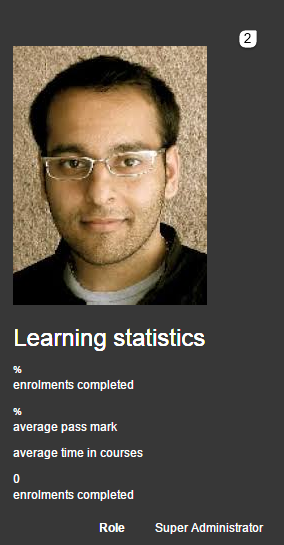 2
Learning statistics
%
enrolments completed
%
average pass mark
average time in courses
0
enrolments completed
Role Super Administrator